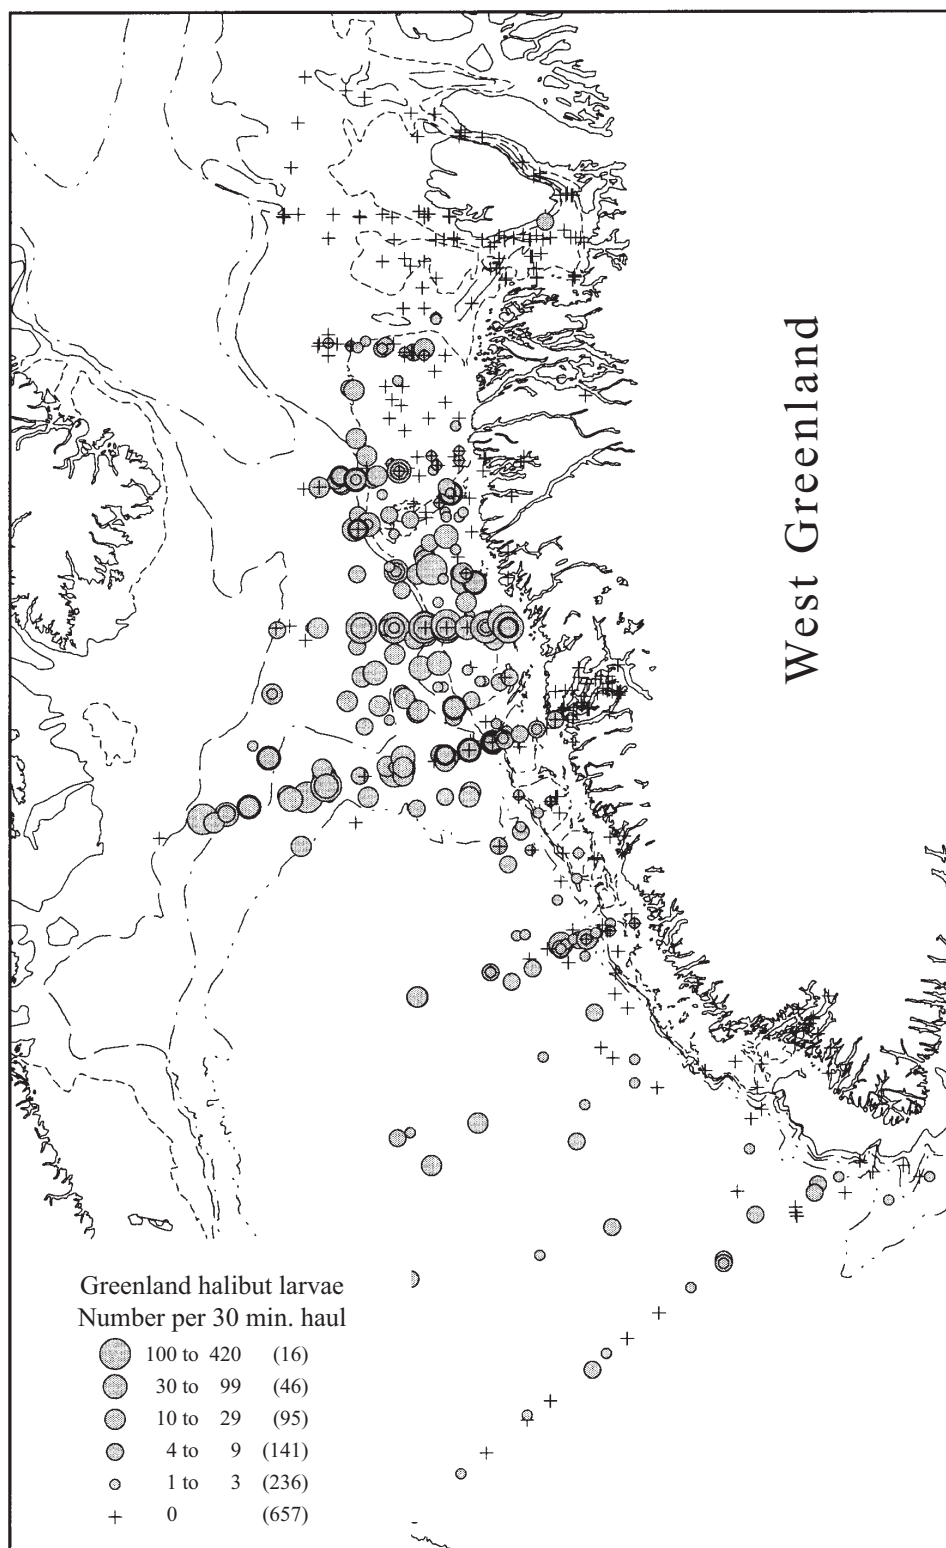 West Greenland
Greenland halibut larvae
Number per 30 min. haul
100 to 420 (16)
30 to 99 (46)
10 to 29 (95)
4 to 9 (141)
1 to 3 (236)
0 (657)